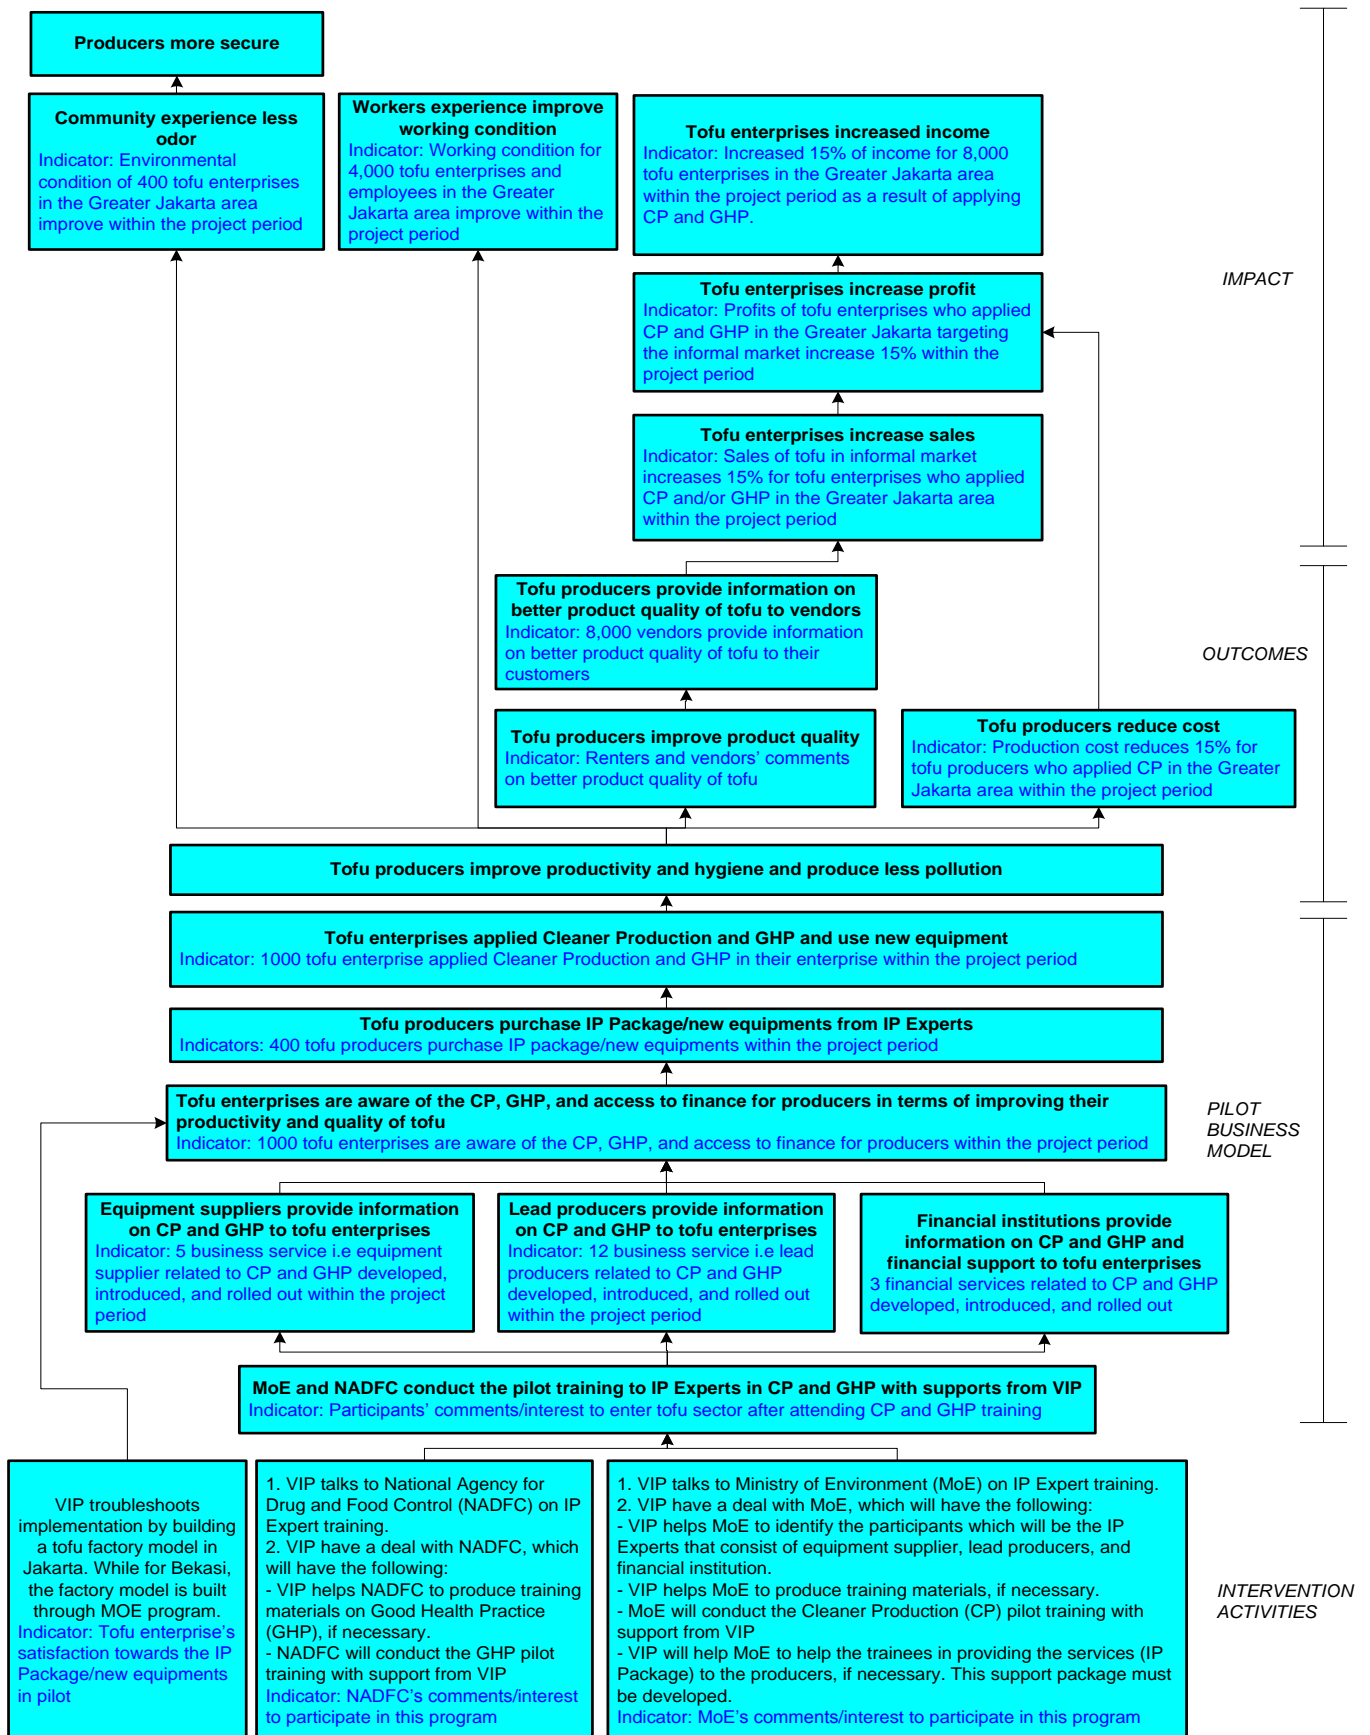 Producers more secure
Community experience less
odor
Indicator: Environmental
condition of 400 tofu enterprises
in the Greater Jakarta area
improve within the project period
Workers experience improve
working condition
Indicator: Working condition for
4,000 tofu enterprises and
employees in the Greater
Jakarta area improve within the
project period
Tofu enterprises increased income
Indicator: Increased 15% of income for 8,000
tofu enterprises in the Greater Jakarta area
within the project period as a result of applying
CP and GHP.
IMPACT
Tofu enterprises increase profit
Indicator: Profits of tofu enterprises who applied
CP and GHP in the Greater Jakarta targeting
the informal market increase 15% within the
project period
Tofu enterprises increase sales
Indicator: Sales of tofu in informal market
increases 15% for tofu enterprises who applied
CP and/or GHP in the Greater Jakarta area
within the project period
Tofu producers provide information on
better product quality of tofu to vendors
Indicator: 8,000 vendors provide information
on better product quality of tofu to their
customers
OUTCOMES
Tofu producers improve product quality
Indicator: Renters and vendors' comments
on better product quality of tofu
Tofu producers reduce cost
Indicator: Production cost reduces 15% for
tofu producers who applied CP in the Greater
Jakarta area within the project period
Tofu producers improve productivity and hygiene and produce less pollution
Tofu enterprises applied Cleaner Production and GHP and use new equipment
Indicator: 1000 tofu enterprise applied Cleaner Production and GHP in their enterprise within the project period
Tofu producers purchase IP Package/new equipments from IP Experts
Indicators: 400 tofu producers purchase IP package/new equipments within the project period
Tofu enterprises are aware of the CP, GHP, and access to finance for producers in terms of improving their
productivity and quality of tofu
Indicator: 1000 tofu enterprises are aware of the CP, GHP, and access to finance for producers within the project period
PILOT
BUSINESS
MODEL
Equipment suppliers provide information
on CP and GHP to tofu enterprises
Indicator: 5 business service i.e equipment
supplier related to CP and GHP developed,
introduced, and rolled out within the project
period
Lead producers provide information
on CP and GHP to tofu enterprises
Indicator: 12 business service i.e lead
producers related to CP and GHP
developed, introduced, and rolled out
within the project period
Financial institutions provide
information on CP and GHP and
financial support to tofu enterprises
3 financial services related to CP and GHP
developed, introduced, and rolled out
MoE and NADFC conduct the pilot training to IP Experts in CP and GHP with supports from VIP
Indicator: Participants' comments/interest to enter tofu sector after attending CP and GHP training
VIP troubleshoots
implementation by building
a tofu factory model in
Jakarta. While for Bekasi,
the factory model is built
through MOE program.
Indicator: Tofu enterprise's
satisfaction towards the IP
Package/new equipments
in pilot
1. VIP talks to National Agency for
Drug and Food Control (NADFC) on IP
Expert training.
2. VIP have a deal with NADFC, which
will have the following:
- VIP helps NADFC to produce training
materials on Good Health Practice
(GHP), if necessary.
- NADFC will conduct the GHP pilot
training with support from VIP
Indicator: NADFC's comments/interest
to participate in this program
1. VIP talks to Ministry of Environment (MoE) on IP Expert training.
2. VIP have a deal with MoE, which will have the following:
- VIP helps MoE to identify the participants which will be the IP
Experts that consist of equipment supplier, lead producers, and
financial institution.
- VIP helps MoE to produce training materials, if necessary.
- MoE will conduct the Cleaner Production (CP) pilot training with
support from VIP
- VIP will help MoE to help the trainees in providing the services (IP
Package) to the producers, if necessary. This support package must
be developed.
Indicator: MoE's comments/interest to participate in this program
INTERVENTION
ACTIVITIES